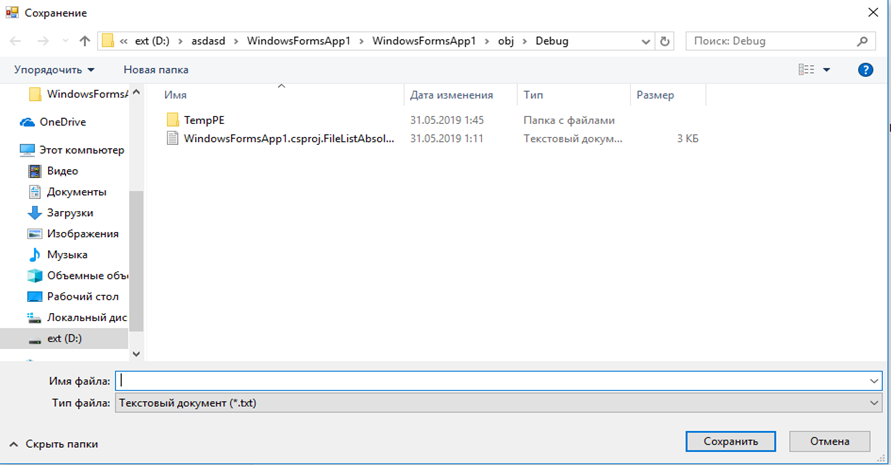 Сохранение
« ext (D:) › asdasd › WindowsFormsApp1 › WindowsFormsApp1 › obj › Debug
Поиск: Debug
Упорядочить Новая папка
WindowsFormsA
OneDrive
Этот компьютер
Видео
Документы
Загрузки
Изображения
Музыка
Объемные объ
Рабочий стол
Локальный дис
ext (D:)
Имя Дата изменения Тип Размер
TempPE 31.05.2019 1:45 Папка с файлами
WindowsFormsApp1.csproj.FileListAbsol... 31.05.2019 1:11 Текстовый докум... 3 КБ
Имя файла:
Тип файла: Текстовый документ (*.txt)
Скрыть папки Сохранить Отмена